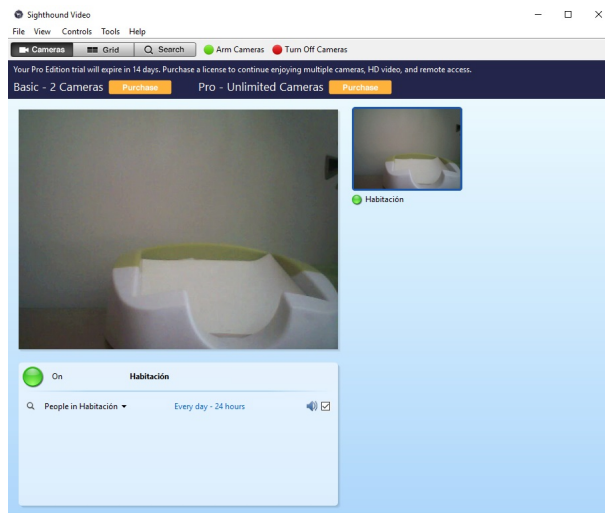 Sighthound Video
File View Controls Tools Help
Cameras Grid Search Arm Cameras Turn Off Cameras
Your Pro Edition trial will expire in 14 days. Purchase a license to continue enjoying multiple cameras, HD video, and remote access.
Basic - 2 Cameras Purchase Pro - Unlimited Cameras Purchase
Habitación
On Habitación
People in Habitación Every day - 24 hours